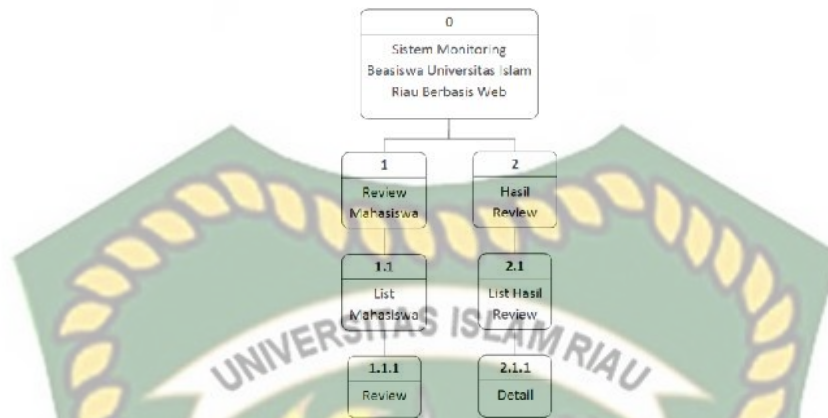 0
Sistem Monitoring
Beasiswa Universitas Islam
Riau Berbasis Web
1
Review
Mahasiswa
2
Hasil
Review
1.1
List
Mahasiswa
2.1
List Hasil
Review
1.1.1
Review
2.1.1
Detail
UNIVERSITAS ISLAM RIAU